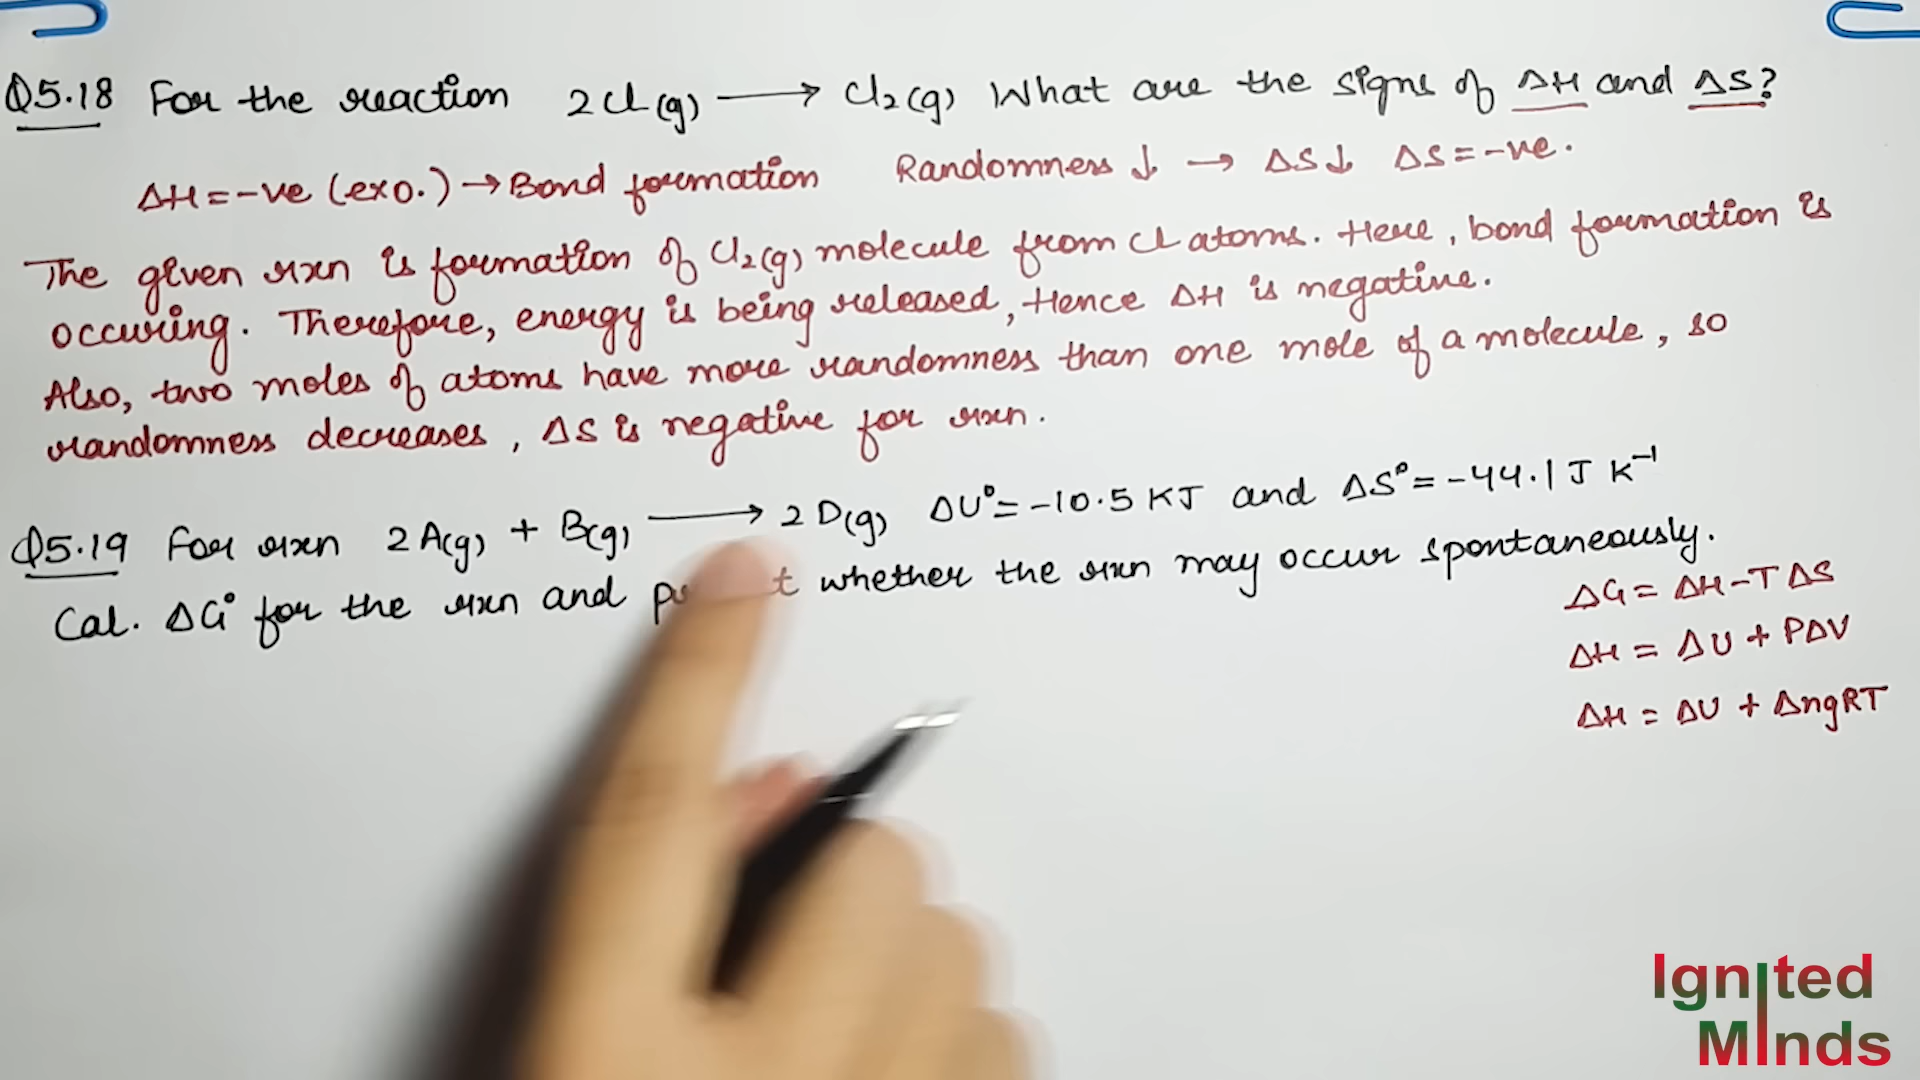 Q5.18 For the reaction 2Cl(g) ⟶ Cl₂(g) What are the signs of ΔH and ΔS?
ΔH = -ve (exo.) → Bond formation Randomness ↓ → ΔS↓ ΔS = -ve.
The given rxn is formation of Cl₂(g) molecule from Cl atoms. Here, bond formation is
occuring. Therefore, energy is being released, Hence ΔH is negative.
Also, two moles of atoms have more randomness than one mole of a molecule, so
randomness decreases, ΔS is negative for rxn.
Q5.19 For rxn 2A(g) + B(g) ⟶ 2D(g) ΔU° = -10.5 KJ and ΔS° = -44.1 J K⁻¹
Cal. ΔG° for the rxn and whether the rxn may occur spontaneously.
ΔG = ΔH - TΔS
ΔH = ΔU + PΔV
ΔH = ΔU + ΔngRT
Ignited
Minds